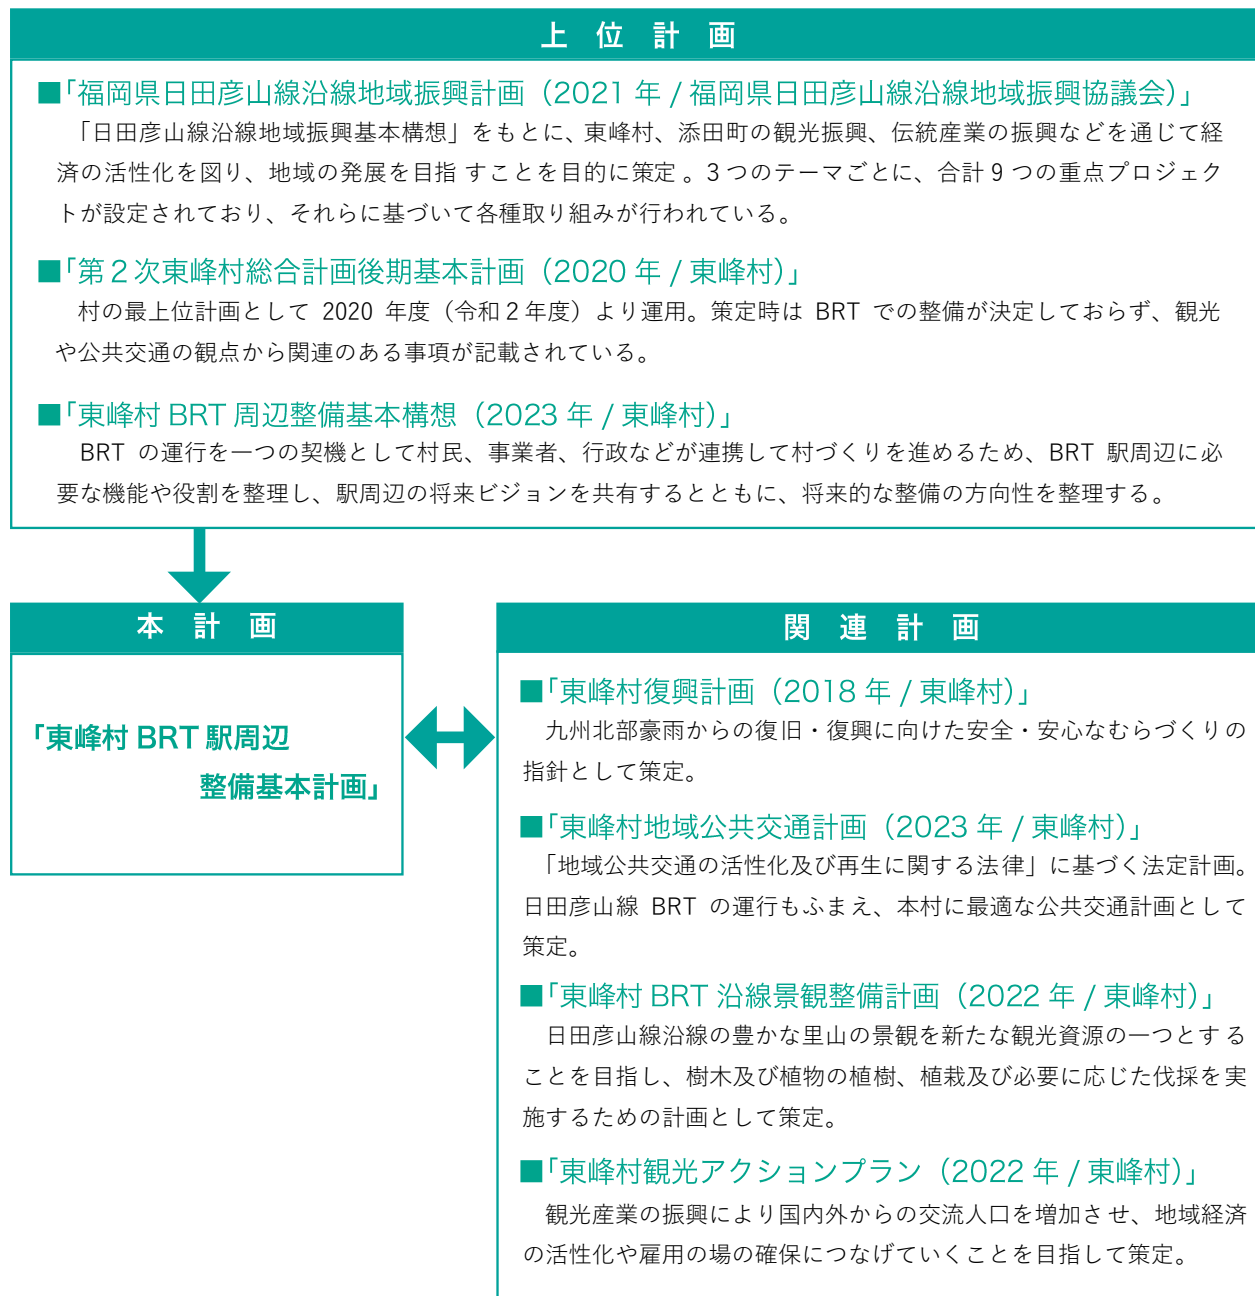 上位計画
■「福岡県日田彦山線沿線地域振興計画（2021 年 / 福岡県日田彦山線沿線地域振興協議会）」
「日田彦山線沿線地域振興基本構想」をもとに、東峰村、添田町の観光振興、伝統産業の振興などを通じて経
済の活性化を図り、地域の発展を目指 すことを目的に策定 。3 つのテーマごとに、合計 9 つの重点プロジェク
トが設定されており、それらに基づいて各種取り組みが行われている。
■「第２次東峰村総合計画後期基本計画（2020 年 / 東峰村）」
村の最上位計画として 2020 年度（令和２年度）より運用。策定時は BRT での整備が決定しておらず、観光
や公共交通の観点から関連のある事項が記載されている。
■「東峰村 BRT 周辺整備基本構想（2023 年 / 東峰村）」
BRT の運行を一つの契機として村民、事業者、行政などが連携して村づくりを進めるため、BRT 駅周辺に必
要な機能や役割を整理し、駅周辺の将来ビジョンを共有するとともに、将来的な整備の方向性を整理する。
本計画
「東峰村 BRT 駅周辺
整備基本計画」
関連計画
■「東峰村復興計画（2018 年 / 東峰村）」
九州北部豪雨からの復旧・復興に向けた安全・安心なむらづくりの
指針として策定。
■「東峰村地域公共交通計画（2023 年 / 東峰村）」
「地域公共交通の活性化及び再生に関する法律」に基づく法定計画。
日田彦山線 BRT の運行もふまえ、本村に最適な公共交通計画として
策定。
■「東峰村 BRT 沿線景観整備計画（2022 年 / 東峰村）」
日田彦山線沿線の豊かな里山の景観を新たな観光資源の一つとする
ことを目指し、樹木及び植物の植樹、植栽及び必要に応じた伐採を実
施するための計画として策定。
■「東峰村観光アクションプラン（2022 年 / 東峰村）」
観光産業の振興により国内外からの交流人口を増加させ、地域経済
の活性化や雇用の場の確保につなげていくことを目指して策定。